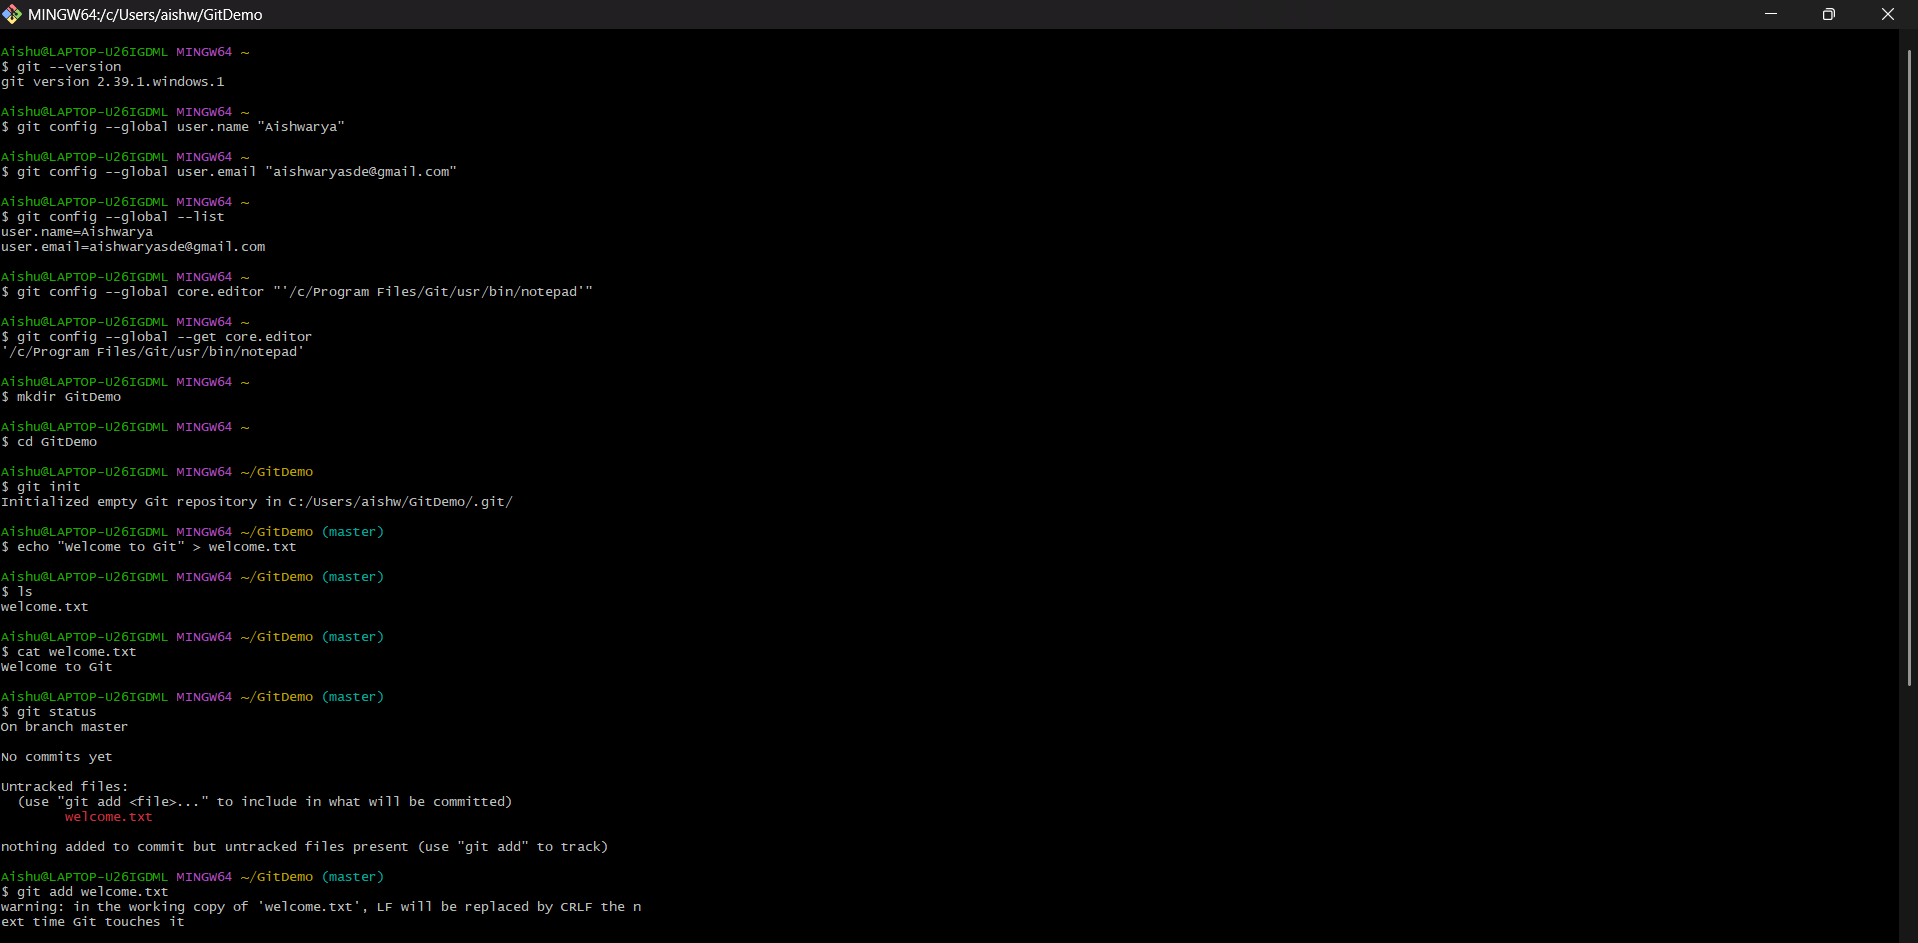 MINGW64:/c/Users/aishw/GitDemo
Aishu@LAPTOP-U26IGDML MINGW64 ~
$ git --version
git version 2.39.1.windows.1
Aishu@LAPTOP-U26IGDML MINGW64 ~
$ git config --global user.name "Aishwarya"
Aishu@LAPTOP-U26IGDML MINGW64 ~
$ git config --global user.email "aishwaryasde@gmail.com"
Aishu@LAPTOP-U26IGDML MINGW64 ~
$ git config --global --list
user.name=Aishwarya
user.email=aishwaryasde@gmail.com
Aishu@LAPTOP-U26IGDML MINGW64 ~
$ git config --global core.editor "'/c/Program Files/Git/usr/bin/notepad'"
Aishu@LAPTOP-U26IGDML MINGW64 ~
$ git config --global --get core.editor
'/c/Program Files/Git/usr/bin/notepad'
Aishu@LAPTOP-U26IGDML MINGW64 ~
$ mkdir GitDemo
Aishu@LAPTOP-U26IGDML MINGW64 ~
$ cd GitDemo
Aishu@LAPTOP-U26IGDML MINGW64 ~/GitDemo
$ git init
Initialized empty Git repository in C:/Users/aishw/GitDemo/.git/
Aishu@LAPTOP-U26IGDML MINGW64 ~/GitDemo (master)
$ echo "Welcome to Git" > welcome.txt
Aishu@LAPTOP-U26IGDML MINGW64 ~/GitDemo (master)
$ ls
welcome.txt
Aishu@LAPTOP-U26IGDML MINGW64 ~/GitDemo (master)
$ cat welcome.txt
Welcome to Git
Aishu@LAPTOP-U26IGDML MINGW64 ~/GitDemo (master)
$ git status
On branch master
No commits yet
Untracked files:
(use "git add <file>..." to include in what will be committed)
welcome.txt
nothing added to commit but untracked files present (use "git add" to track)
Aishu@LAPTOP-U26IGDML MINGW64 ~/GitDemo (master)
$ git add welcome.txt
warning: in the working copy of 'welcome.txt', LF will be replaced by CRLF the n
ext time Git touches it